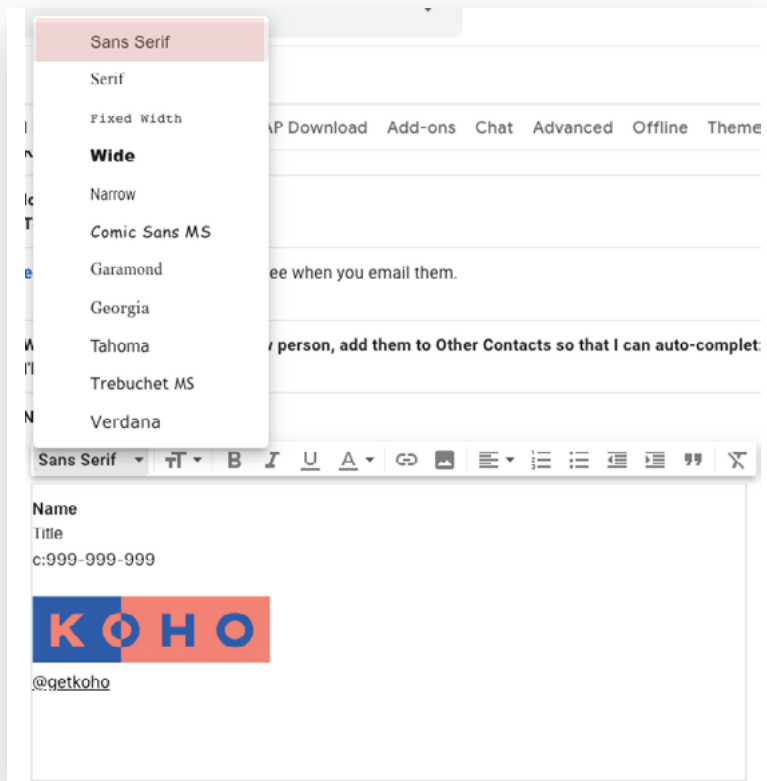 Sans Serif
Serif
Fixed Width
Wide
Narrow
Comic Sans MS
Garamond
Georgia
Tahoma
Trebuchet MS
Verdana
Download Add-ons Chat Advanced Offline Theme
ee when you email them.
person, add them to Other Contacts so that I can auto-complet
Sans Serif B I U A
Name
Title
c:999-999-999
KOHO
@getkoho